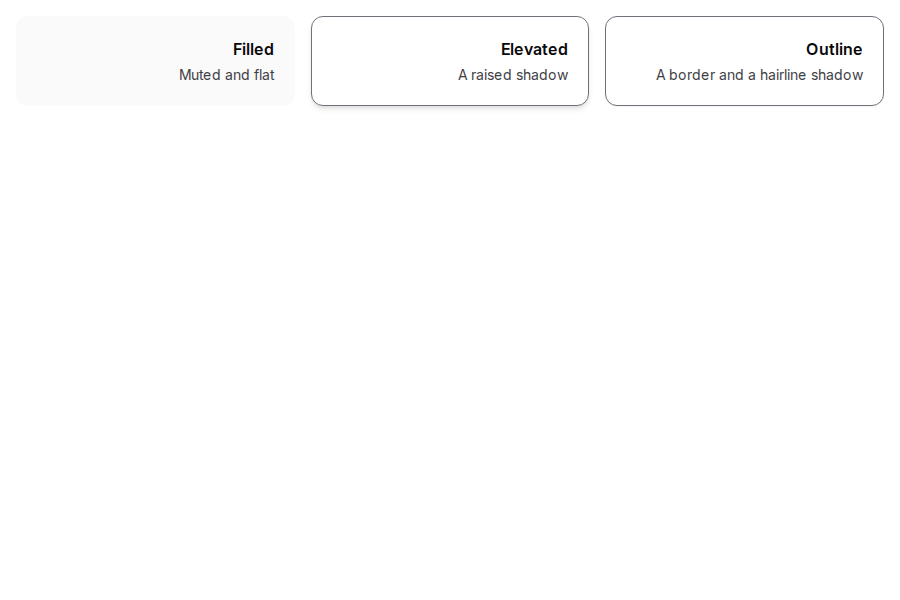 Filled
Muted and flat
Elevated
A raised shadow
Outline
A border and a hairline shadow